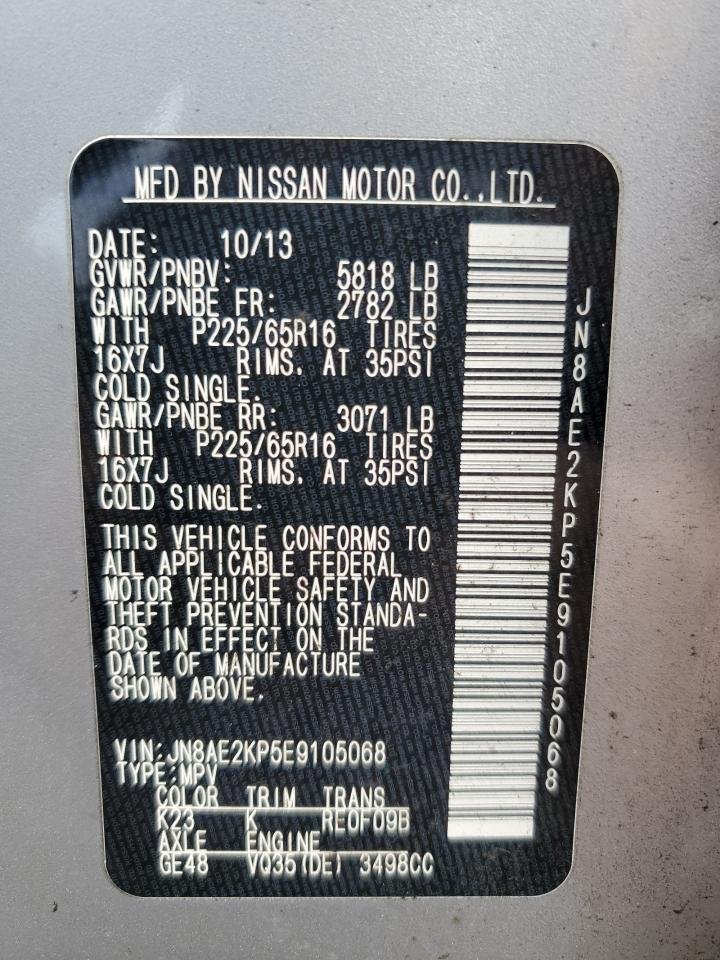 MFD BY NISSAN MOTOR CO.,LTD.
DATE: 10/13
GVWR/PNBV: 5818 LB
GAWR/PNBE FR: 2782 LB
WITH P225/65R16 TIRES
16X7J RIMS. AT 35PSI
COLD SINGLE.
GAWR/PNBE RR: 3071 LB
WITH P225/65R16 TIRES
16X7J RIMS. AT 35PSI
COLD SINGLE.
THIS VEHICLE CONFORMS TO
ALL APPLICABLE FEDERAL
MOTOR VEHICLE SAFETY AND
THEFT PREVENTION STANDA-
RDS IN EFFECT ON THE
DATE OF MANUFACTURE
SHOWN ABOVE.
VIN:JN8AE2KP5E9105068
TYPE:MPV
COLOR TRIM TRANS
K23 K RE0F09B
AXLE ENGINE
GE48 VQ35(DE) 3498CC
JN8AE2KP5E9105068